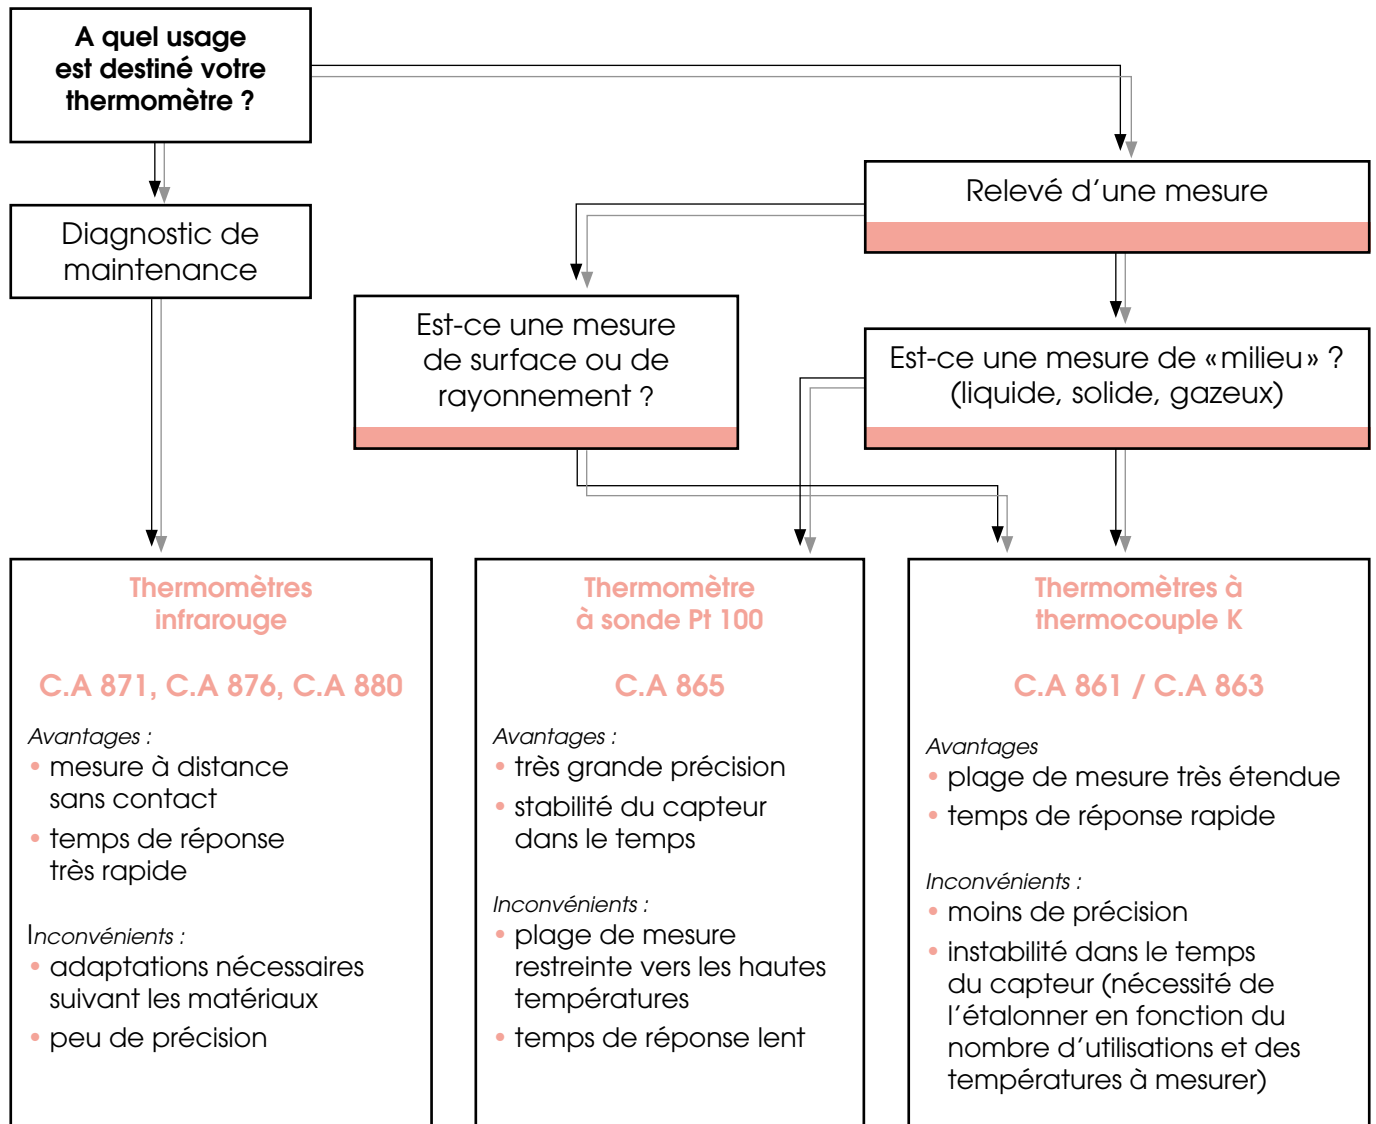 A quel usage
est destiné votre
thermomètre ?
Diagnostic de
maintenance
Relevé d’une mesure
Est-ce une mesure
de surface ou de
rayonnement ?
Est-ce une mesure de «milieu» ?
(liquide, solide, gazeux)
Thermomètres
infrarouge
C.A 871, C.A 876, C.A 880
Avantages :
• mesure à distance
sans contact
• temps de réponse
très rapide
Inconvénients :
• adaptations nécessaires
suivant les matériaux
• peu de précision
Thermomètre
à sonde Pt 100
C.A 865
Avantages :
• très grande précision
• stabilité du capteur
dans le temps
Inconvénients :
• plage de mesure
restreinte vers les hautes
températures
• temps de réponse lent
Thermomètres à
thermocouple K
C.A 861 / C.A 863
Avantages
• plage de mesure très étendue
• temps de réponse rapide
Inconvénients :
• moins de précision
• instabilité dans le temps
du capteur (nécessité de
l’étalonner en fonction du
nombre d’utilisations et des
températures à mesurer)